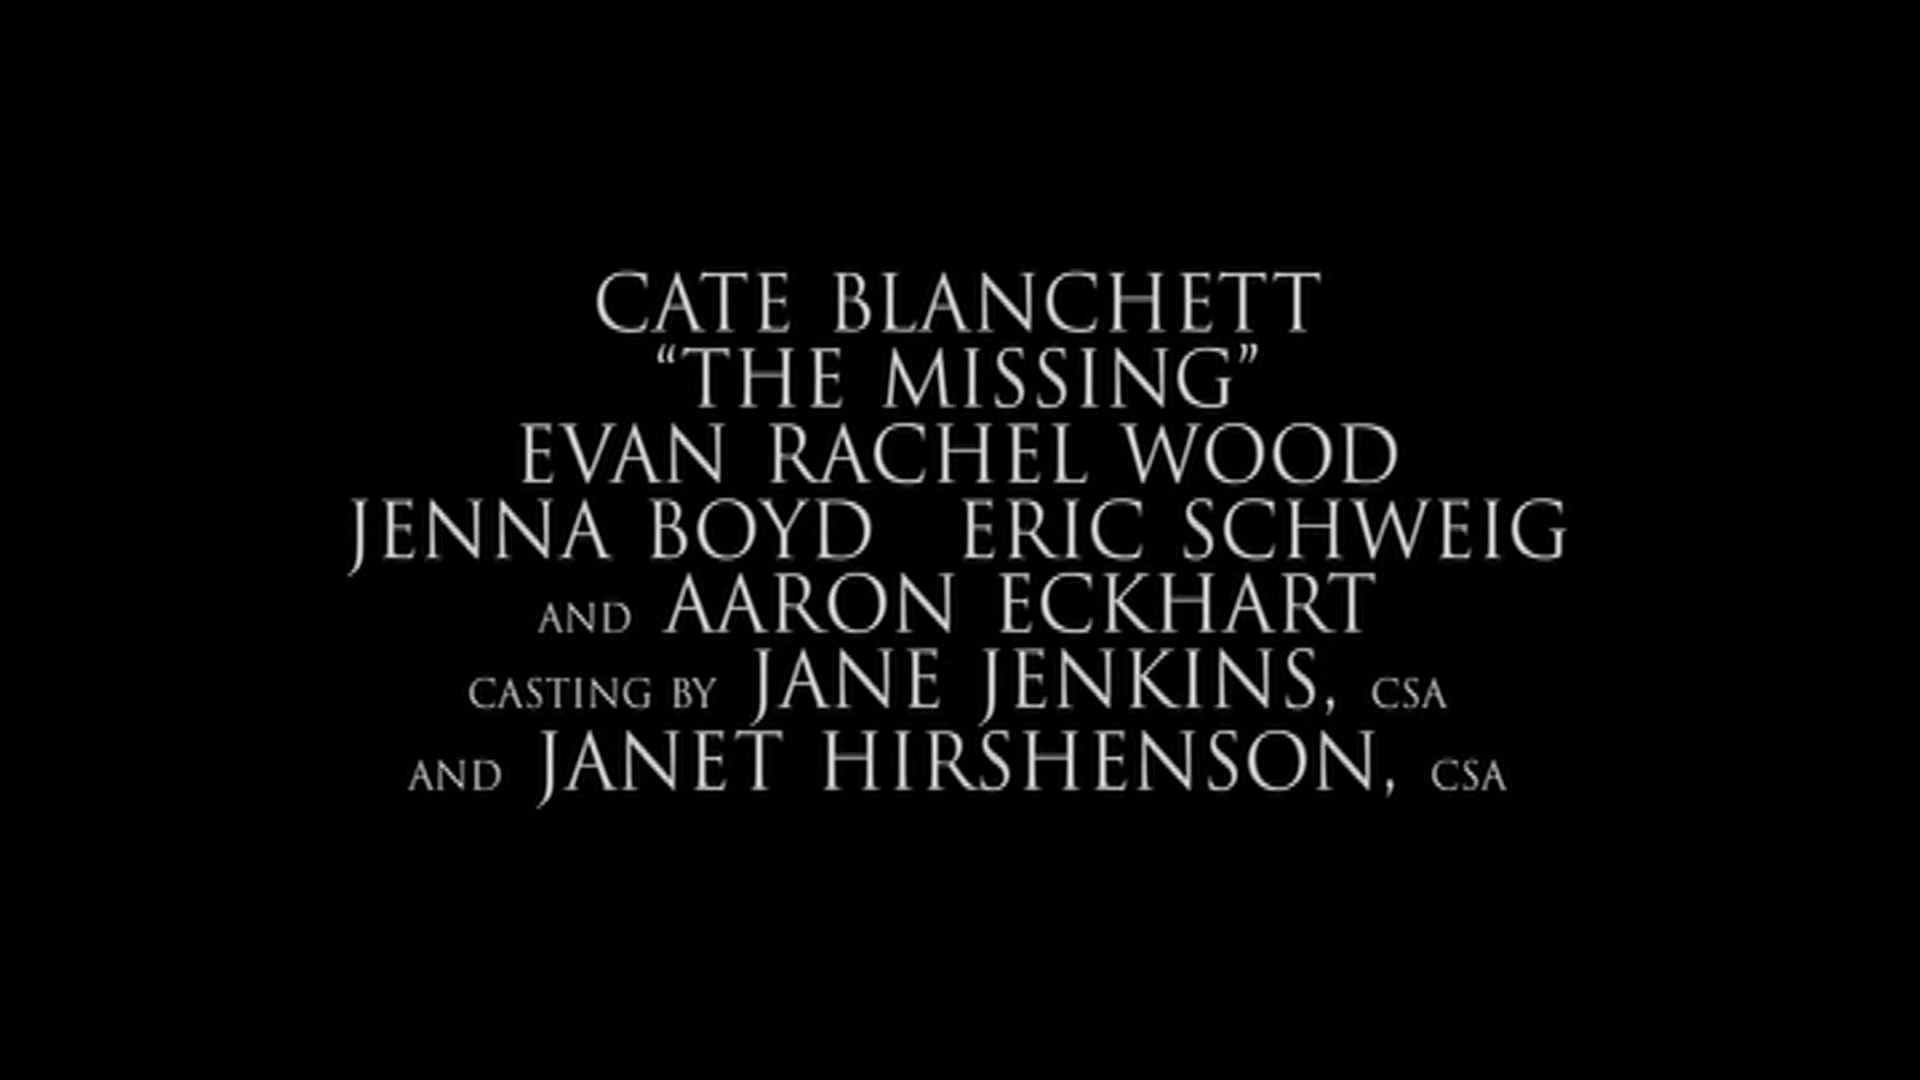 CATE BLANCHETT
“THE MISSING”
EVAN RACHEL WOOD
JENNA BOYD ERIC SCHWEIG
AND AARON ECKHART
CASTING BY JANE JENKINS, CSA
AND JANET HIRSHENSON, CSA